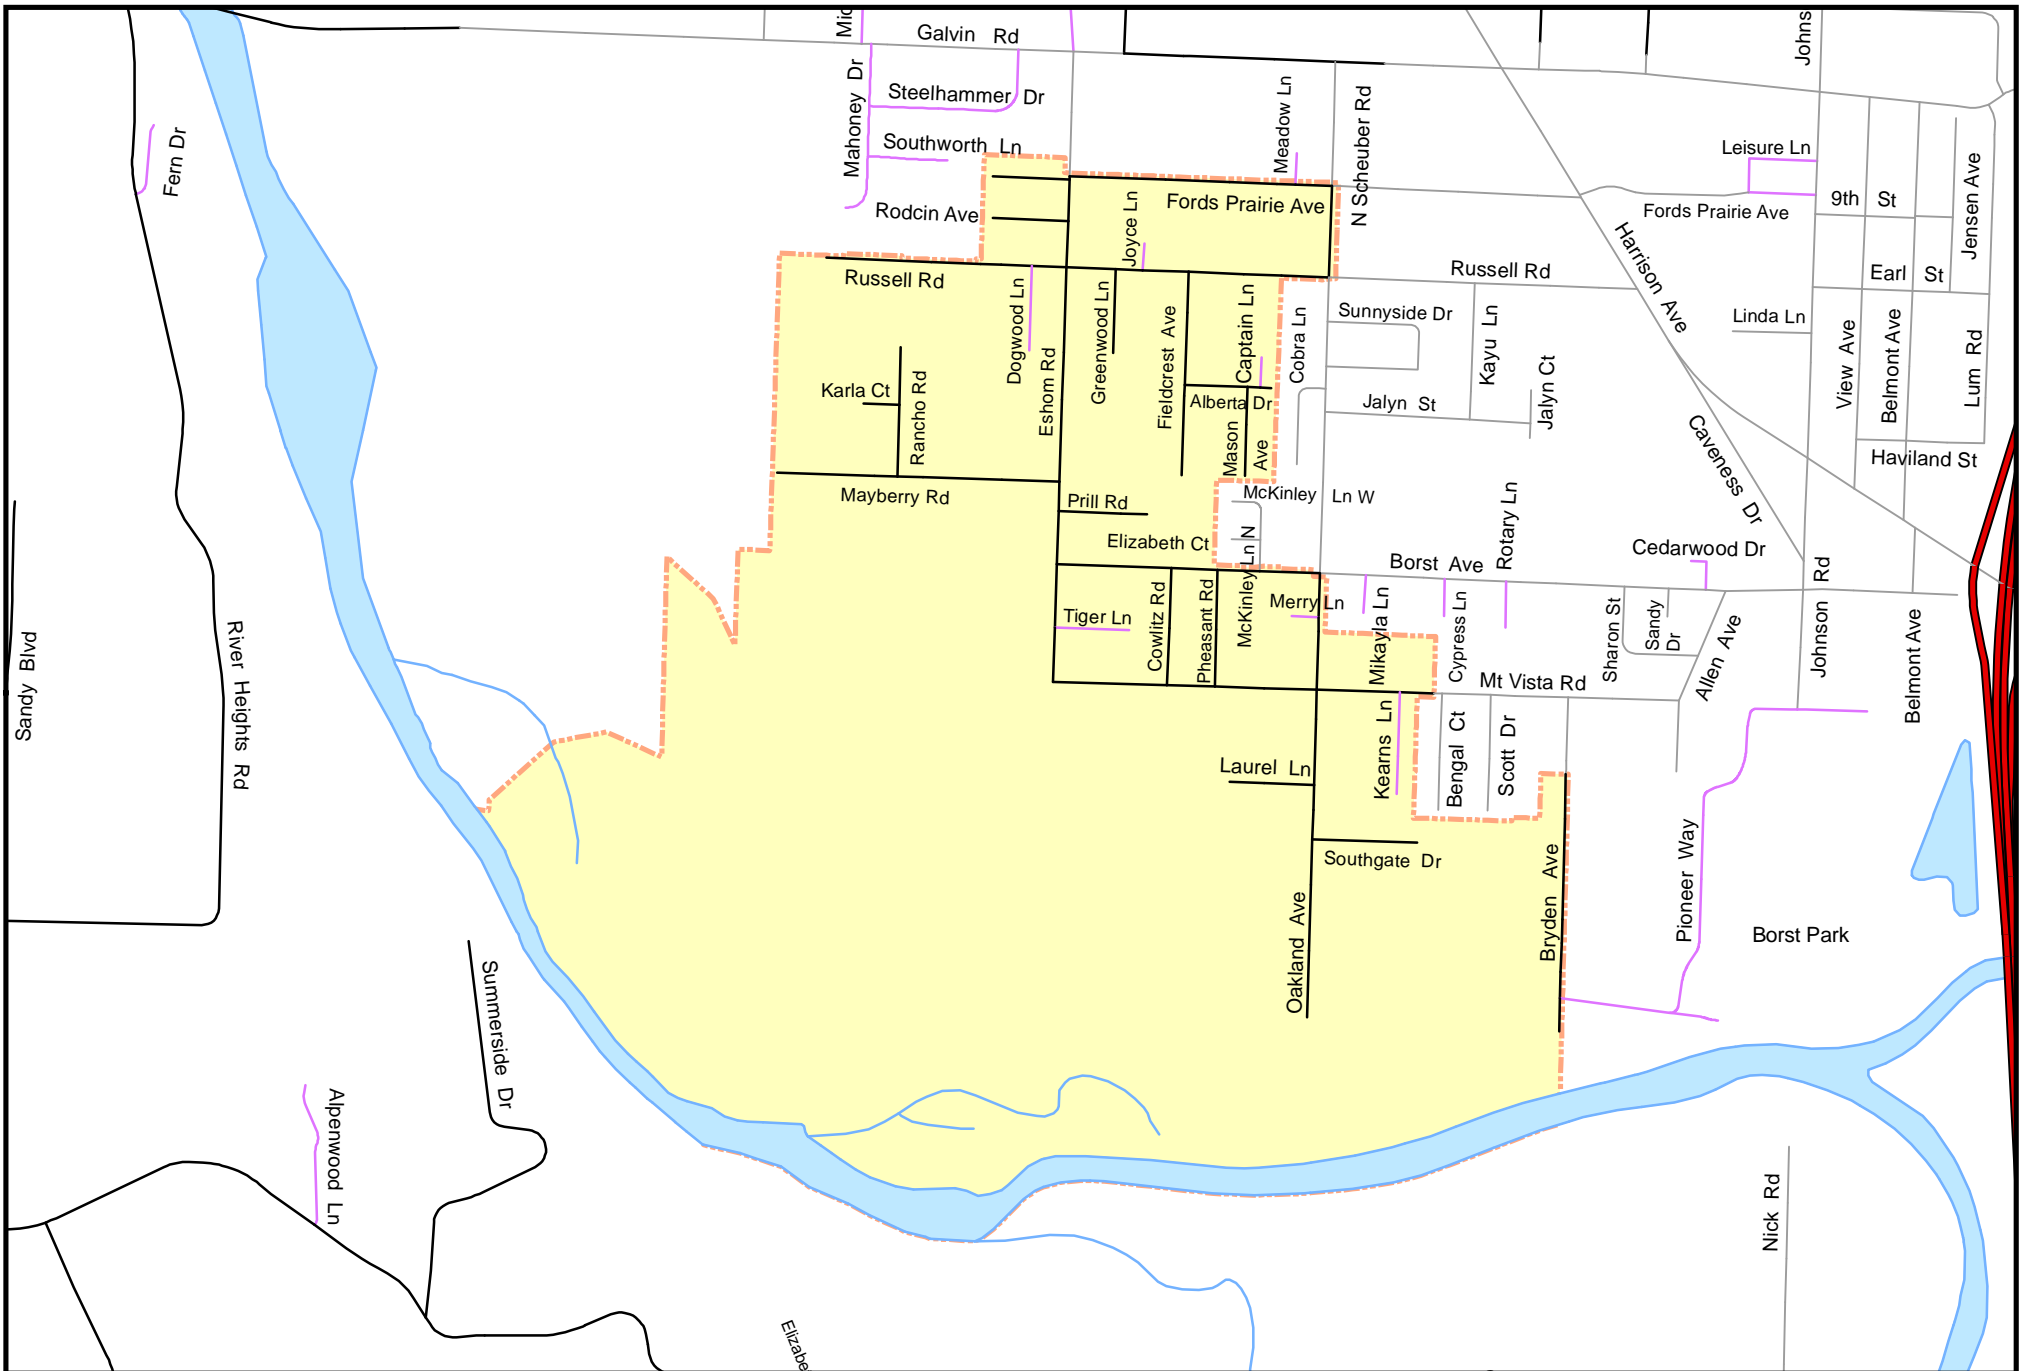 Mic
Galvin Rd
Johns
Mahoney Dr
Steelhammer Dr
Southworth Ln
Meadow Ln
N Scheuber Rd
Fern Dr
Leisure Ln
9th St
Jensen Ave
Rodcin Ave
Joyce Ln
Fords Prairie Ave
Fords Prairie Ave
Harrison Ave
Russell Rd
Russell Rd
Earl St
Dogwood Ln
Greenwood Ln
Fieldcrest Ave
Captain Ln
Cobra Ln
Sunnyside Dr
Kayu Ln
Linda Ln
View Ave
Belmont Ave
Lum Rd
Karla Ct
Rancho Rd
Eshom Rd
Alberta Dr
Mason Ave
Jalyn St
Jalyn Ct
Caveness Dr
Haviland St
Mayberry Rd
Prill Rd
McKinley Ln W
Rotary Ln
Elizabeth Ct
McKinley Ln N
Borst Ave
Cedarwood Dr
Johnson Rd
Tiger Ln
Cowlitz Rd
Pheasant Rd
Merry Ln
Mikayla Ln
Cypress Ln
Sharon St
Sandy Dr
Allen Ave
Belmont Ave
Sandy Blvd
River Heights Rd
Mt Vista Rd
Kearns Ln
Bengal Ct
Scott Dr
Laurel Ln
Southgate Dr
Bryden Ave
Pioneer Way
Borst Park
Oakland Ave
Summerside Dr
Alpenwood Ln
Nick Rd
Elizabe